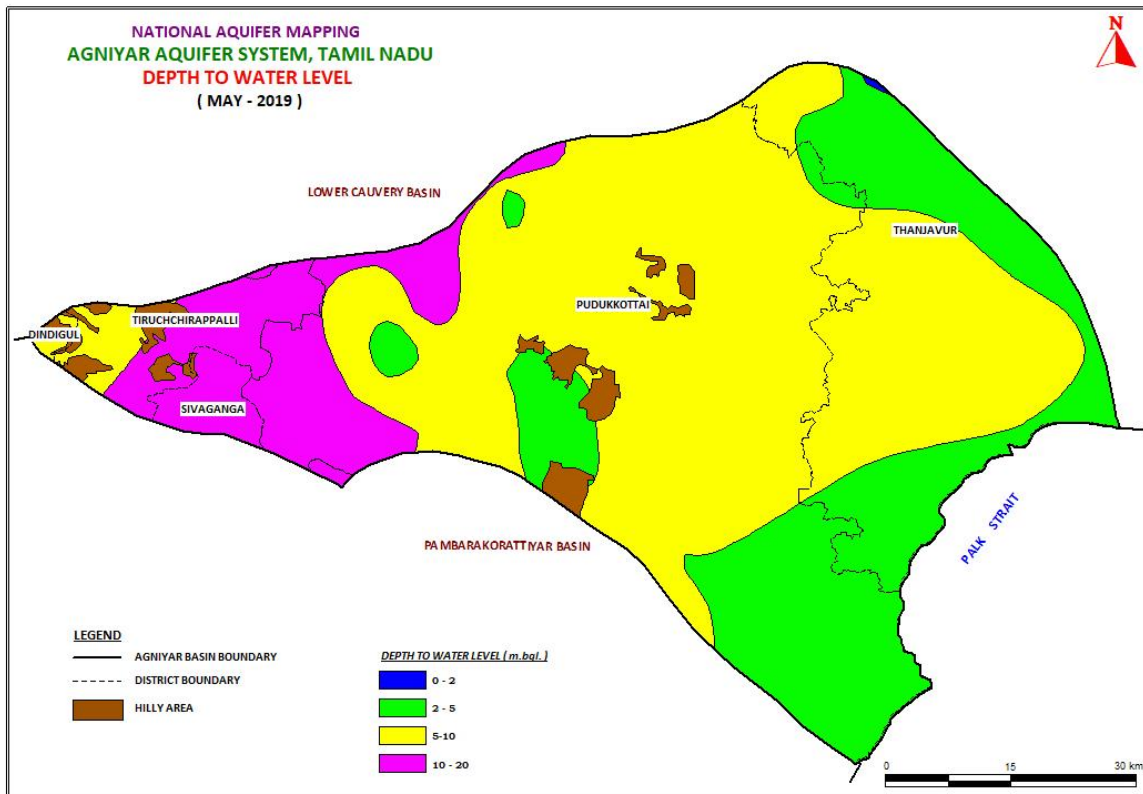 NATIONAL AQUIFER MAPPING
AGNIYAR AQUIFER SYSTEM, TAMIL NADU
DEPTH TO WATER LEVEL
( MAY - 2019 )
N
LOWER CAUVERY BASIN
THANJAVUR
PUDUKKOTTAI
TIRUCHCHIRAPPALLI
DINDIGUL
SIVAGANGA
PALK STRAIT
PAMBARAKORATTIYAR BASIN
LEGEND
AGNIYAR BASIN BOUNDARY
DISTRICT BOUNDARY
HILLY AREA
DEPTH TO WATER LEVEL ( m.bgl. )
0 - 2
2 - 5
5-10
10 - 20
0 15 30 km